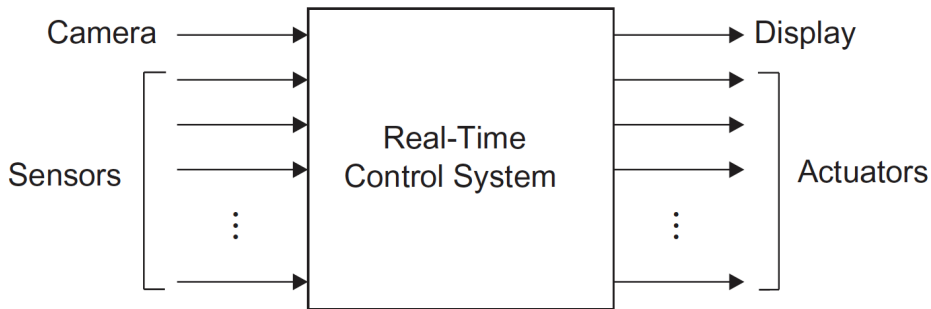 Camera
Display
Sensors
Real-Time
Control System
Actuators